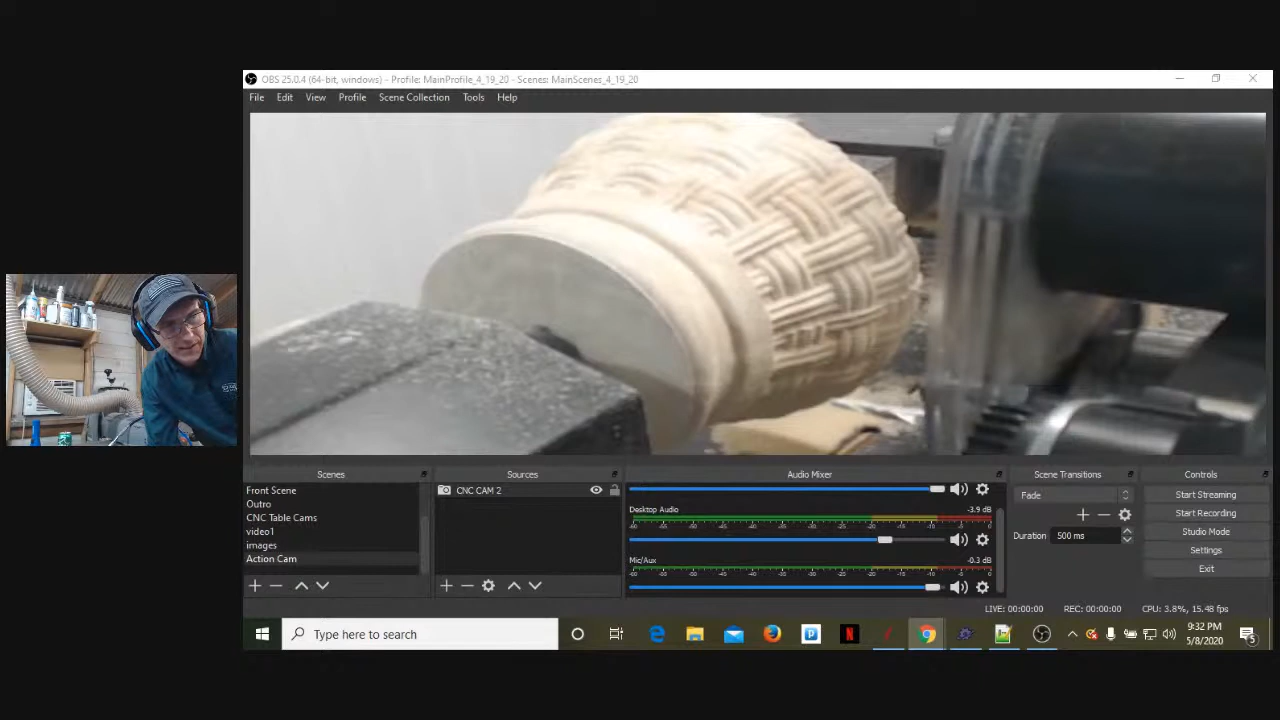 OBS 25.0.4 (64-bit, windows) - Profile: MainProfile_4_19_20 - Scenes: MainScenes_4_19_20
File Edit View Profile Scene Collection Tools Help
Scenes
Front Scene
Outro
CNC Table Cams
video1
images
Action Cam
Sources
CNC CAM 2
Audio Mixer
Desktop Audio -3.9 dB
Mic/Aux -0.3 dB
Scene Transitions
Fade
Duration 500 ms
Controls
Start Streaming
Start Recording
Studio Mode
Settings
Exit
LIVE: 00:00:00 REC: 00:00:00 CPU: 3.8%, 15.48 fps
Type here to search
9:32 PM
5/8/2020